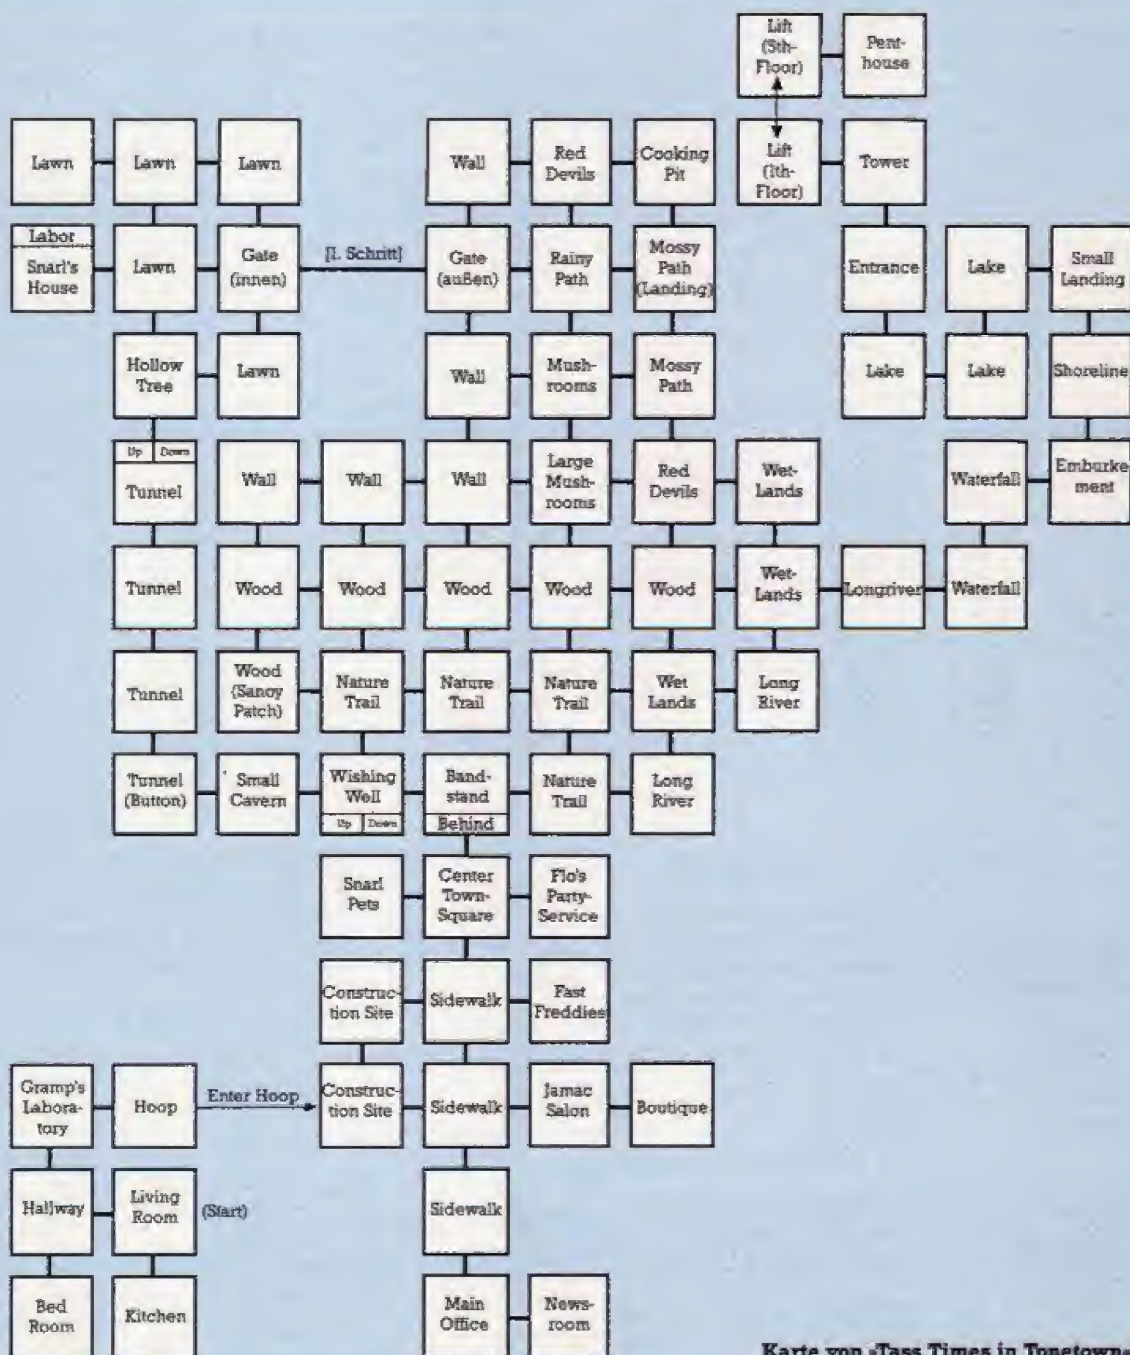 Lift
(5th-
Floor)
Pent-
house
Lawn
Lawn
Lawn
Wall
Red
Devils
Cooking
Pit
Lift
(1th-
Floor)
Tower
Labor
Snarl's
House
Lawn
Gate
(innen)
[1. Schritt]
Gate
(außen)
Rainy
Path
Mossy
Path
(Landing)
Entrance
Lake
Small
Landing
Hollow
Tree
Lawn
Wall
Mush-
rooms
Mossy
Path
Lake
Lake
Shoreline
Up
Down
Tunnel
Wall
Wall
Wall
Large
Mush-
rooms
Red
Devils
Wet-
Lands
Waterfall
Emburke-
ment
Tunnel
Wood
Wood
Wood
Wood
Wood
Wet-
Lands
Longriver
Waterfall
Tunnel
Wood
(Sanoy
Patch)
Nature
Trail
Nature
Trail
Nature
Trail
Wet
Lands
Long
River
Tunnel
(Button)
Small
Cavern
Wishing
Well
Up
Down
Band-
stand
Behind
Nature
Trail
Long
River
Snarl
Pets
Center
Town-
Square
Flo's
Party-
Service
Construc-
tion Site
Sidewalk
Fast
Freddies
Gramp's
Labora-
tory
Hoop
Enter Hoop
Construc-
tion Site
Sidewalk
Jamac
Salon
Boutique
Hallway
Living
Room
(Start)
Sidewalk
Bed
Room
Kitchen
Main
Office
News-
room
Karte von »Tass Times in Tonetown«